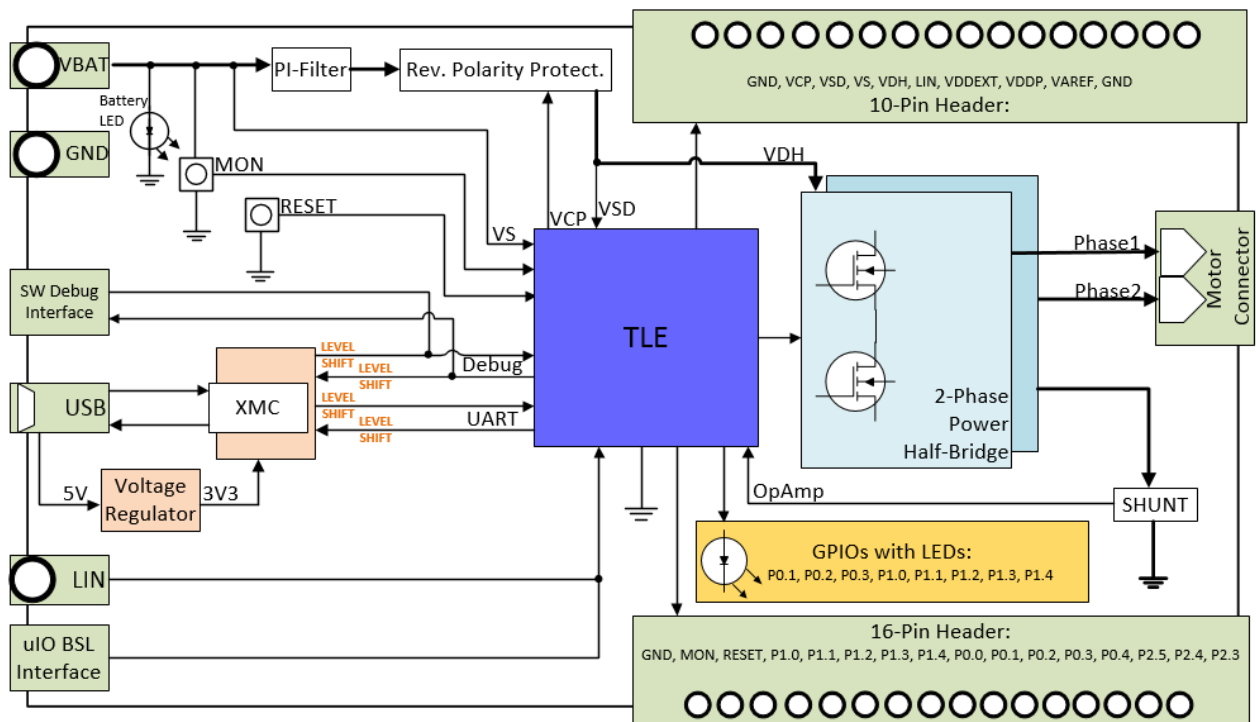 VBAT
PI-Filter
Rev. Polarity Protect.
GND, VCP, VSD, VS, VDH, LIN, VDDEXT, VDDP, VAREF, GND
10-Pin Header:
Battery
LED
GND
MON
VDH
RESET
VCP
VSD
VS
Phase1
Phase2
Motor
Connector
SW Debug
Interface
TLE
LEVEL
SHIFT
Debug
LEVEL
SHIFT
USB
XMC
LEVEL
SHIFT
UART
LEVEL
SHIFT
2-Phase
Power
Half-Bridge
5V
Voltage
Regulator
3V3
OpAmp
SHUNT
GPIOs with LEDs:
P0.1, P0.2, P0.3, P1.0, P1.1, P1.2, P1.3, P1.4
LIN
uIO BSL
Interface
16-Pin Header:
GND, MON, RESET, P1.0, P1.1, P1.2, P1.3, P1.4, P0.0, P0.1, P0.2, P0.3, P0.4, P2.5, P2.4, P2.3